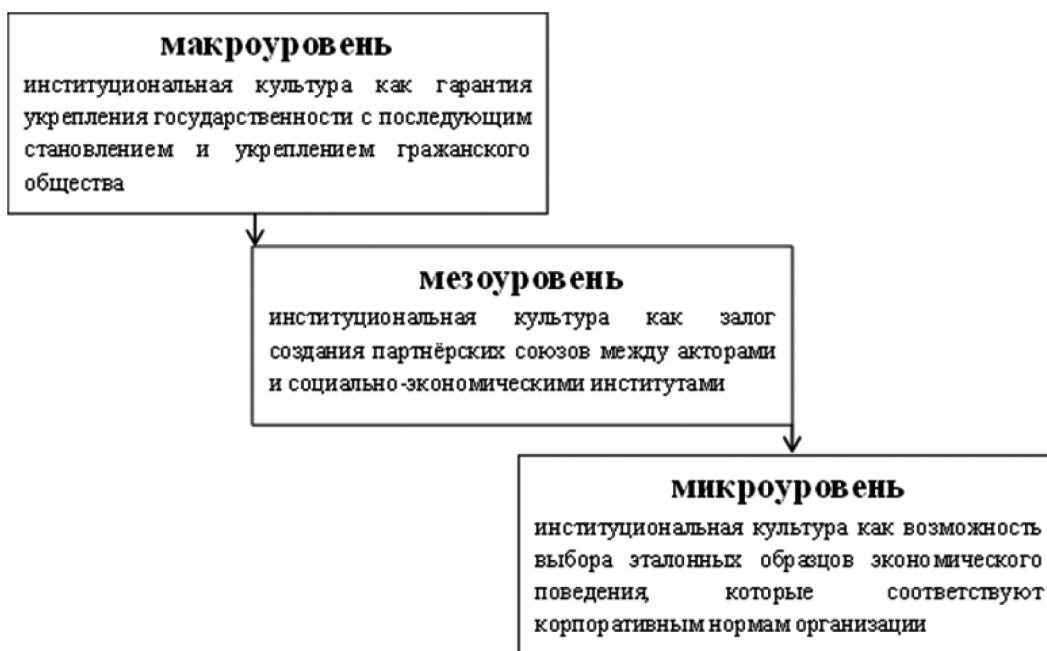 макроуровень
институциональная культура как гарантия
укрепления государственности с последующим
становлением и укреплением гражанского
общества
мезоуровень
институциональная культура как залог
создания партнёрских союзов между акторами
и социально-экономическими институтами
микроуровень
институциональная культура как возможность
выбора эталонных образцов экономического
поведения, которые соответствуют
корпоративным нормам организации